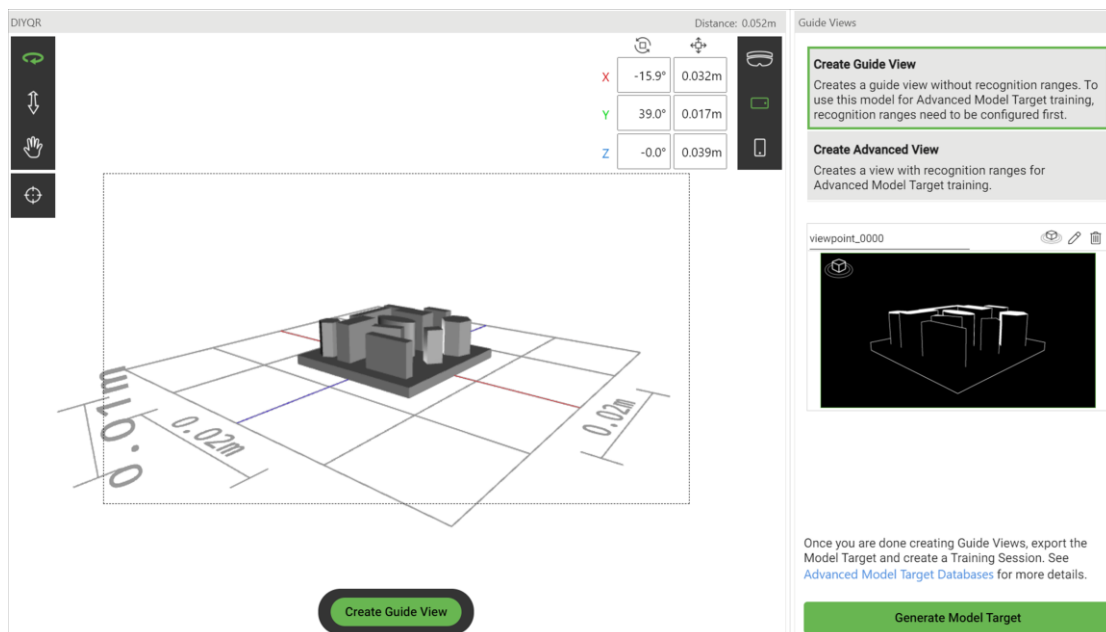 DIYQR
Distance: 0.052m
X -15.9° 0.032m
Y 39.0° 0.017m
Z -0.0° 0.039m
0.01m
0.02m
0.02m
Create Guide View
Guide Views
Create Guide View
Creates a guide view without recognition ranges. To
use this model for Advanced Model Target training,
recognition ranges need to be configured first.
Create Advanced View
Creates a view with recognition ranges for
Advanced Model Target training.
viewpoint_0000
Once you are done creating Guide Views, export the
Model Target and create a Training Session. See
Advanced Model Target Databases for more details.
Generate Model Target